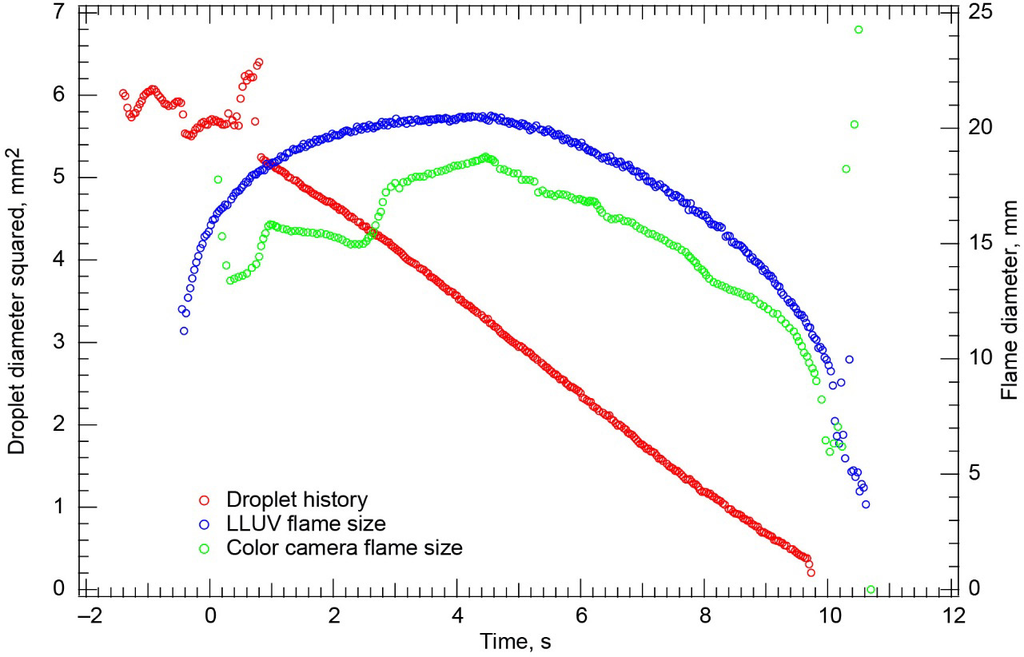 7
6
5
4
3
2
1
0
Droplet diameter squared, mm2
25
20
15
10
5
0
Flame diameter, mm
Droplet history
LLUV flame size
Color camera flame size
–2 0 2 4 6 8 10 12
Time, s